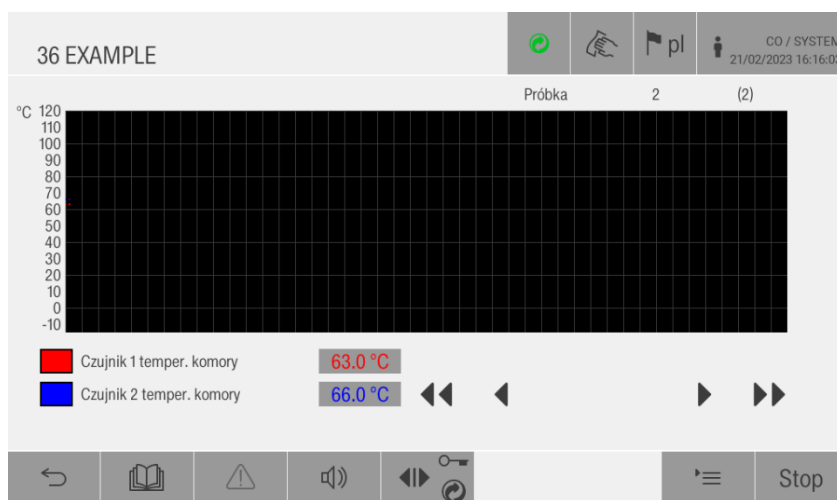 36 EXAMPLE
pl
CO / SYSTEM
21/02/2023 16:16:03
Próbka 2 (2)
°C 120
110
100
90
80
70
60
50
40
30
20
10
0
-10
Czujnik 1 temper. komory 63.0 °C
Czujnik 2 temper. komory 66.0 °C
Stop